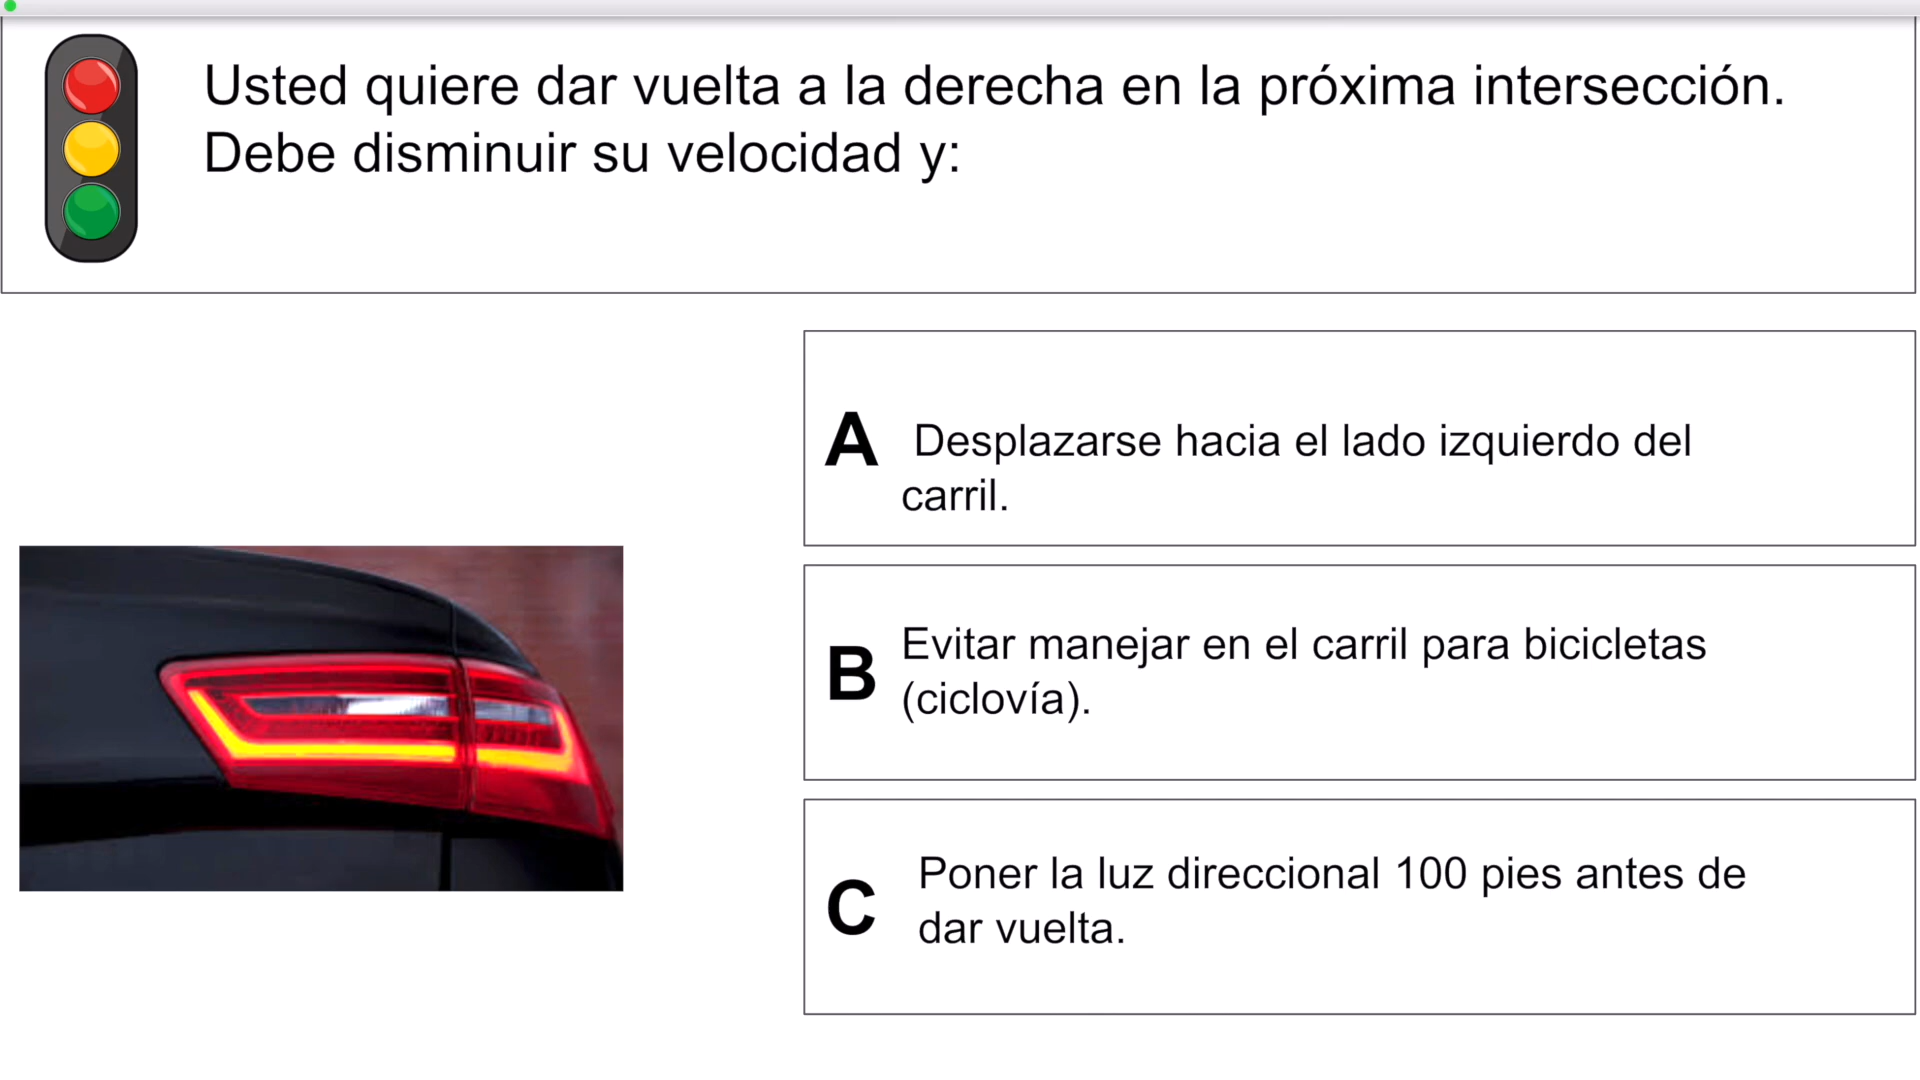 Usted quiere dar vuelta a la derecha en la próxima intersección.
Debe disminuir su velocidad y:
A Desplazarse hacia el lado izquierdo del
carril.
B Evitar manejar en el carril para bicicletas
(ciclovía).
C Poner la luz direccional 100 pies antes de
dar vuelta.